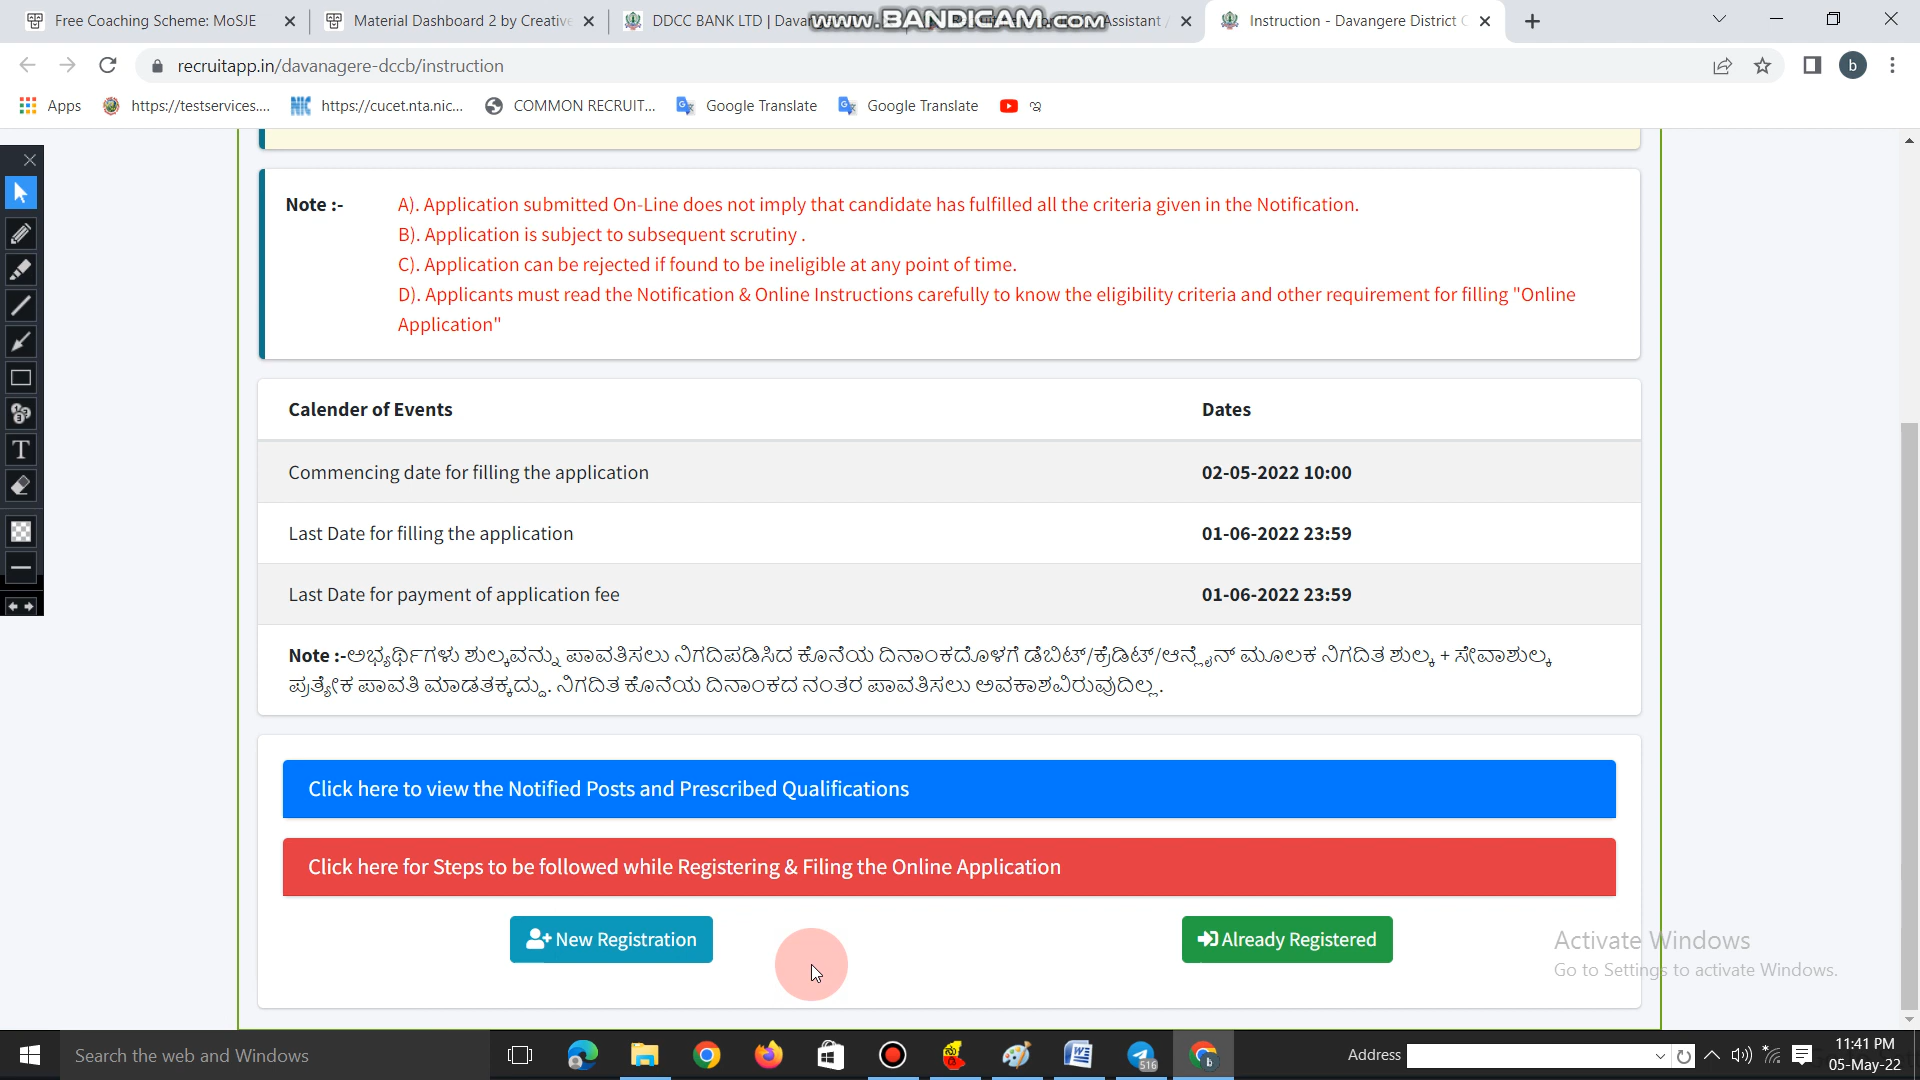 Free Coaching Scheme: MoSJE
Material Dashboard 2 by Creative
DDCC BANK LTD | Davan
www.BANDICAM.com
Assistant /
Instruction - Davangere District C
recruitapp.in/davanagere-dccb/instruction
b
Apps
https://testservices....
https://cucet.nta.nic...
COMMON RECRUIT...
Google Translate
Google Translate
Note :-
A). Application submitted On-Line does not imply that candidate has fulfilled all the criteria given in the Notification.
B). Application is subject to subsequent scrutiny .
C). Application can be rejected if found to be ineligible at any point of time.
D). Applicants must read the Notification & Online Instructions carefully to know the eligibility criteria and other requirement for filling "Online
Application"
Calender of Events Dates
Commencing date for filling the application 02-05-2022 10:00
Last Date for filling the application 01-06-2022 23:59
Last Date for payment of application fee 01-06-2022 23:59
Note :-ಅಭ್ಯರ್ಥಿಗಳು ಶುಲ್ಕವನ್ನು ಪಾವತಿಸಲು ನಿಗದಿಪಡಿಸಿದ ಕೊನೆಯ ದಿನಾಂಕದೊಳಗೆ ಡೆಬಿಟ್/ಕ್ರೆಡಿಟ್/ಆನ್ಲೈನ್ ಮೂಲಕ ನಿಗದಿತ ಶುಲ್ಕ + ಸೇವಾಶುಲ್ಕ
ಪ್ರತ್ಯೇಕ ಪಾವತಿ ಮಾಡತಕ್ಕದ್ದು. ನಿಗದಿತ ಕೊನೆಯ ದಿನಾಂಕದ ನಂತರ ಪಾವತಿಸಲು ಅವಕಾಶವಿರುವುದಿಲ್ಲ.
Click here to view the Notified Posts and Prescribed Qualifications
Click here for Steps to be followed while Registering & Filing the Online Application
New Registration
Already Registered
Activate Windows
Go to Settings to activate Windows.
Search the web and Windows
516
b
Address
11:41 PM
05-May-22